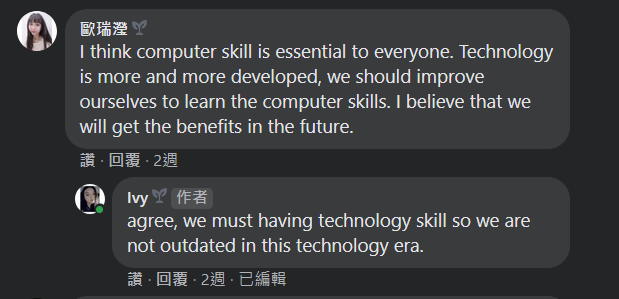 歐瑞瀅
I think computer skill is essential to everyone. Technology
is more and more developed, we should improve
ourselves to learn the computer skills. I believe that we
will get the benefits in the future.
讚 · 回覆 · 2週
Ivy 作者
agree, we must having technology skill so we are
not outdated in this technology era.
讚 · 回覆 · 2週 · 已編輯